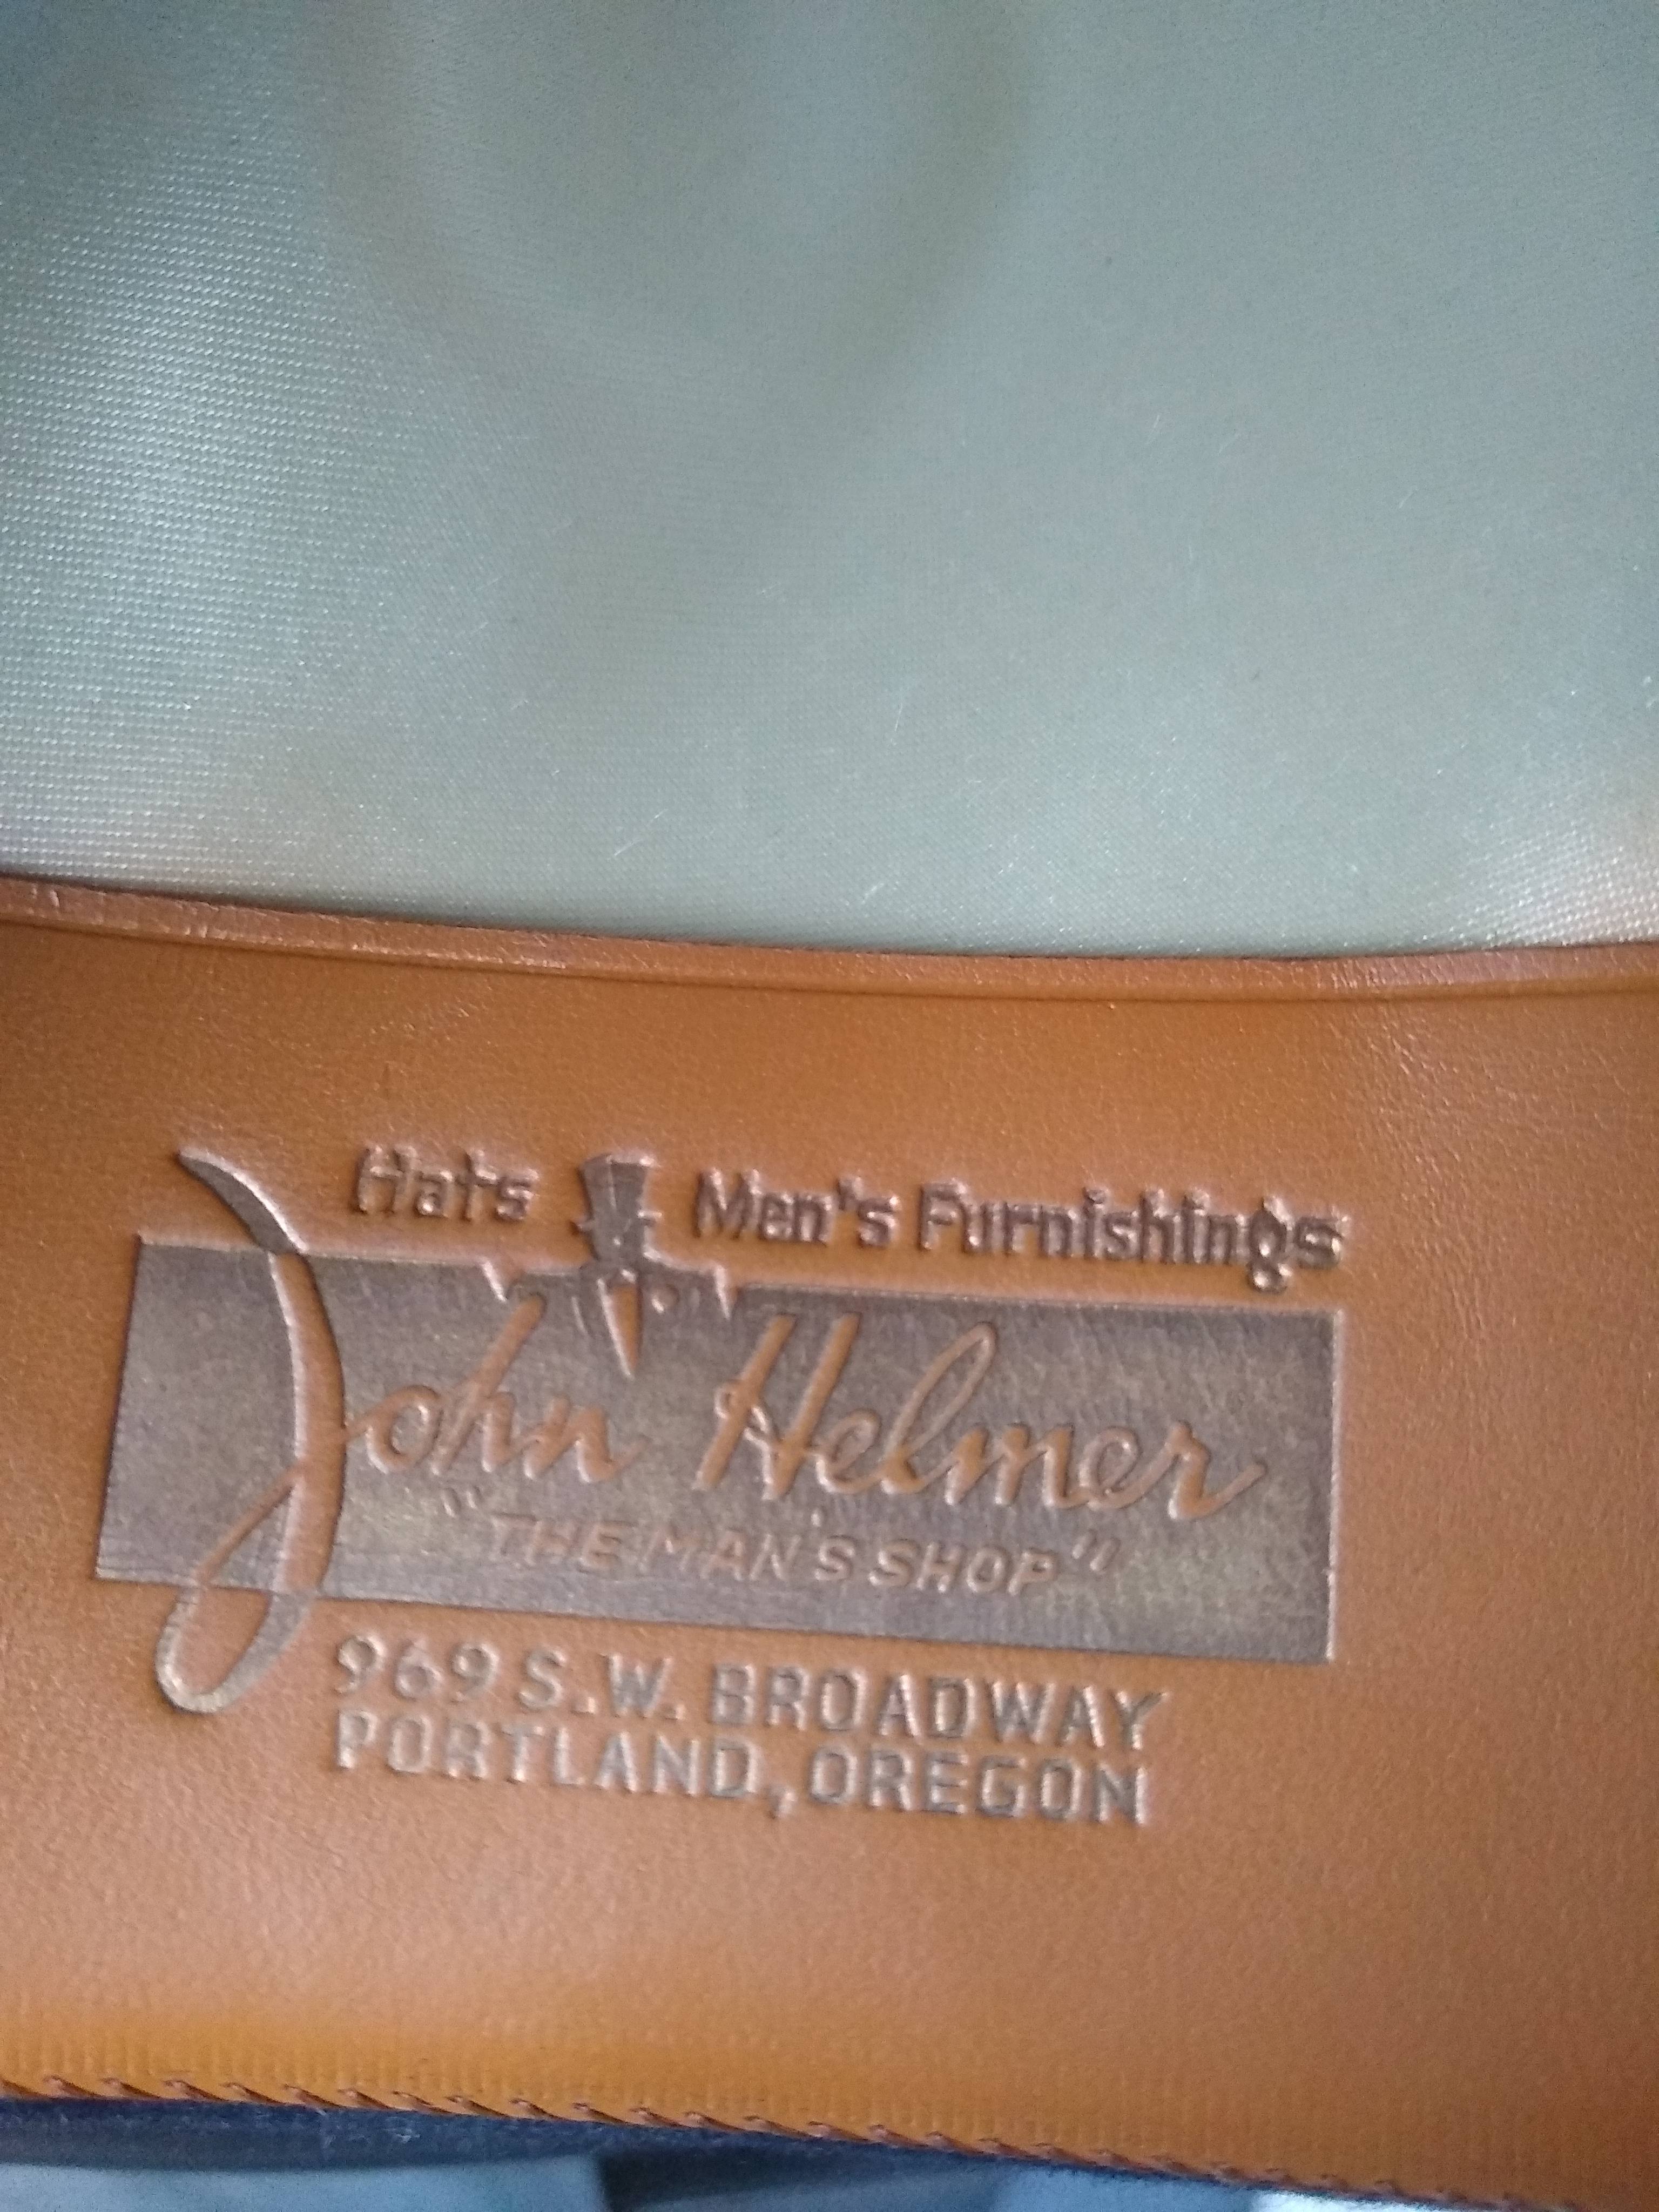 Hats Men's Furnishings
John Helmer
"THE MAN'S SHOP"
969 S.W. BROADWAY
PORTLAND, OREGON